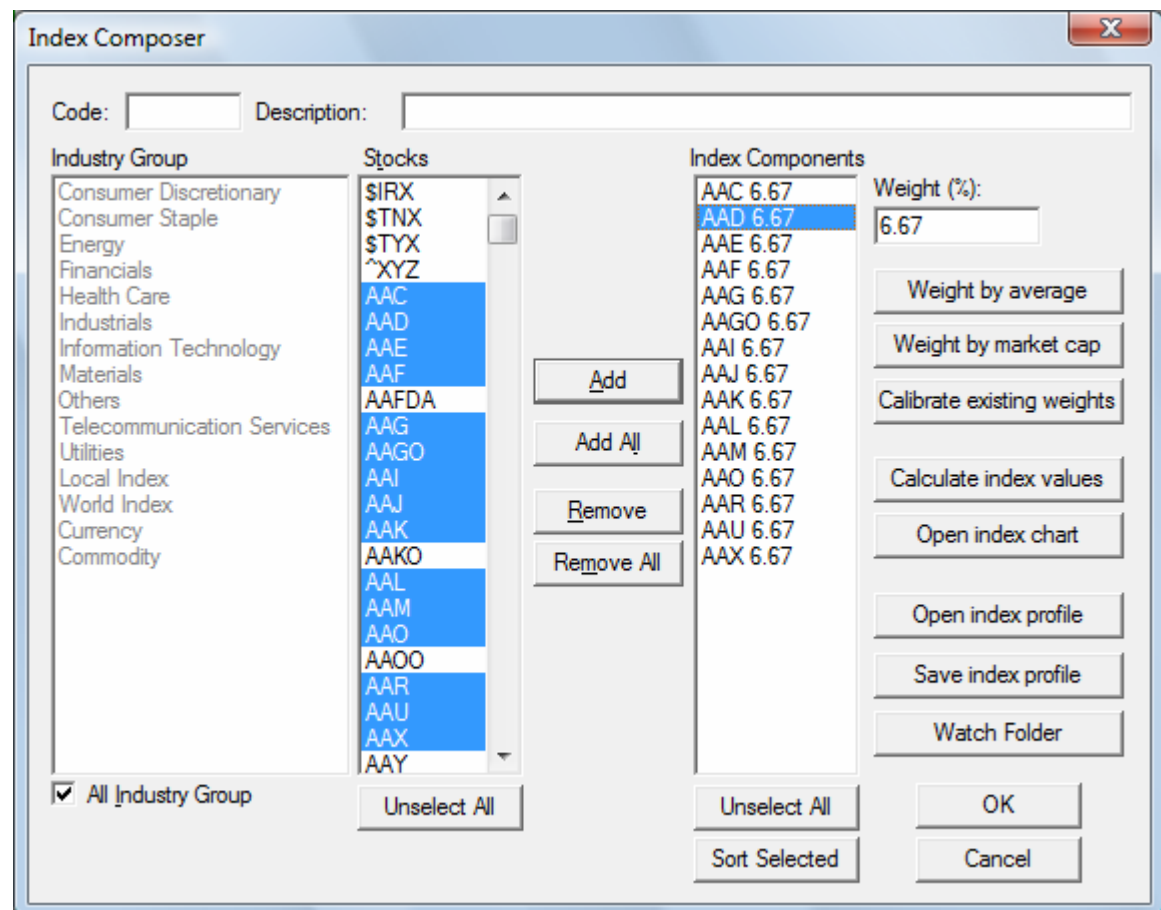 Index Composer
Code:
Description:
Industry Group
Consumer Discretionary
Consumer Staple
Energy
Financials
Health Care
Industrials
Information Technology
Materials
Others
Telecommunication Services
Utilities
Local Index
World Index
Currency
Commodity
All Industry Group
Stocks
$IRX
$TNX
$TYX
^XYZ
AAC
AAD
AAE
AAF
AAFDA
AAG
AAGO
AAI
AAJ
AAK
AAKO
AAL
AAM
AAO
AAOO
AAR
AAU
AAX
AAY
Unselect All
Add
Add All
Remove
Remove All
Index Components
AAC 6.67
AAD 6.67
AAE 6.67
AAF 6.67
AAG 6.67
AAGO 6.67
AAI 6.67
AAJ 6.67
AAK 6.67
AAL 6.67
AAM 6.67
AAO 6.67
AAR 6.67
AAU 6.67
AAX 6.67
Unselect All
Sort Selected
Weight (%):
6.67
Weight by average
Weight by market cap
Calibrate existing weights
Calculate index values
Open index chart
Open index profile
Save index profile
Watch Folder
OK
Cancel